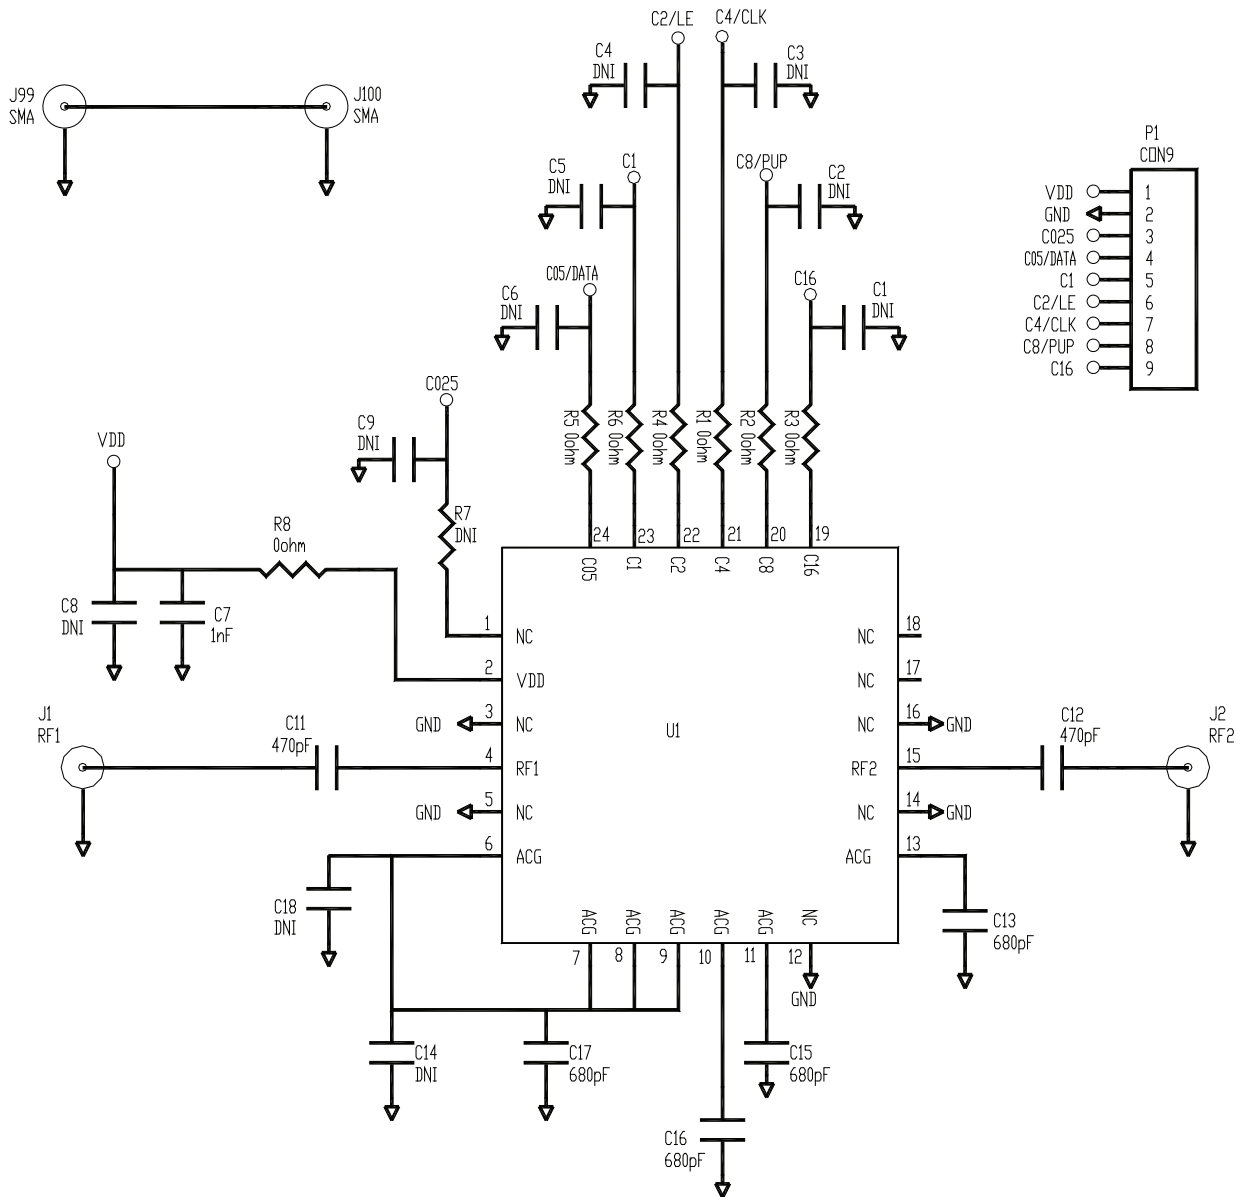 C2/LE
C4/CLK
C4
DNI
C3
DNI
J99
SMA
J100
SMA
P1
CON9
C5
DNI
C1
C8/PUP
C2
DNI
VDD
1
GND
2
C025
3
C05/DATA
4
C1
5
C2/LE
6
C4/CLK
7
C8/PUP
8
C16
9
C05/DATA
C16
C6
DNI
C1
DNI
C025
C9
DNI
R5 0ohm
R6 0ohm
R4 0ohm
R1 0ohm
R2 0ohm
R3 0ohm
VDD
R7
DNI
R8
0ohm
24
23
22
21
20
19
C05
C1
C2
C4
C8
C16
C8
DNI
C7
1nF
1
NC
NC
18
2
VDD
NC
17
GND
3
NC
NC
16
GND
U1
J1
RF1
C11
470pF
4
RF1
RF2
15
C12
470pF
J2
RF2
GND
5
NC
NC
14
GND
6
ACG
ACG
13
C18
DNI
ACG
ACG
ACG
ACG
ACG
NC
C13
680pF
7
8
9
10
11
12
GND
C14
DNI
C17
680pF
C15
680pF
C16
680pF